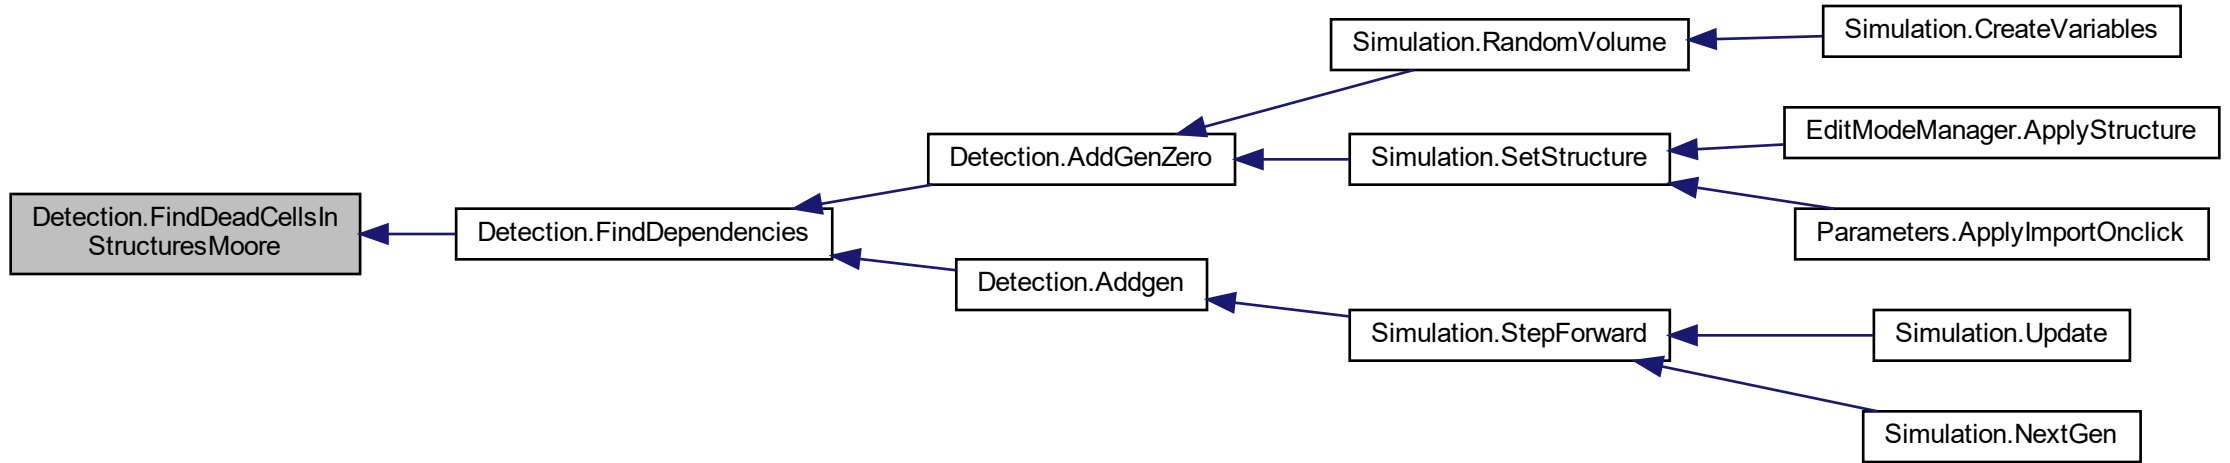 Detection.FindDeadCellsIn
StructuresMoore
Detection.FindDependencies
Detection.AddGenZero
Detection.Addgen
Simulation.RandomVolume
Simulation.SetStructure
Simulation.StepForward
Simulation.CreateVariables
EditModeManager.ApplyStructure
Parameters.ApplyImportOnclick
Simulation.Update
Simulation.NextGen